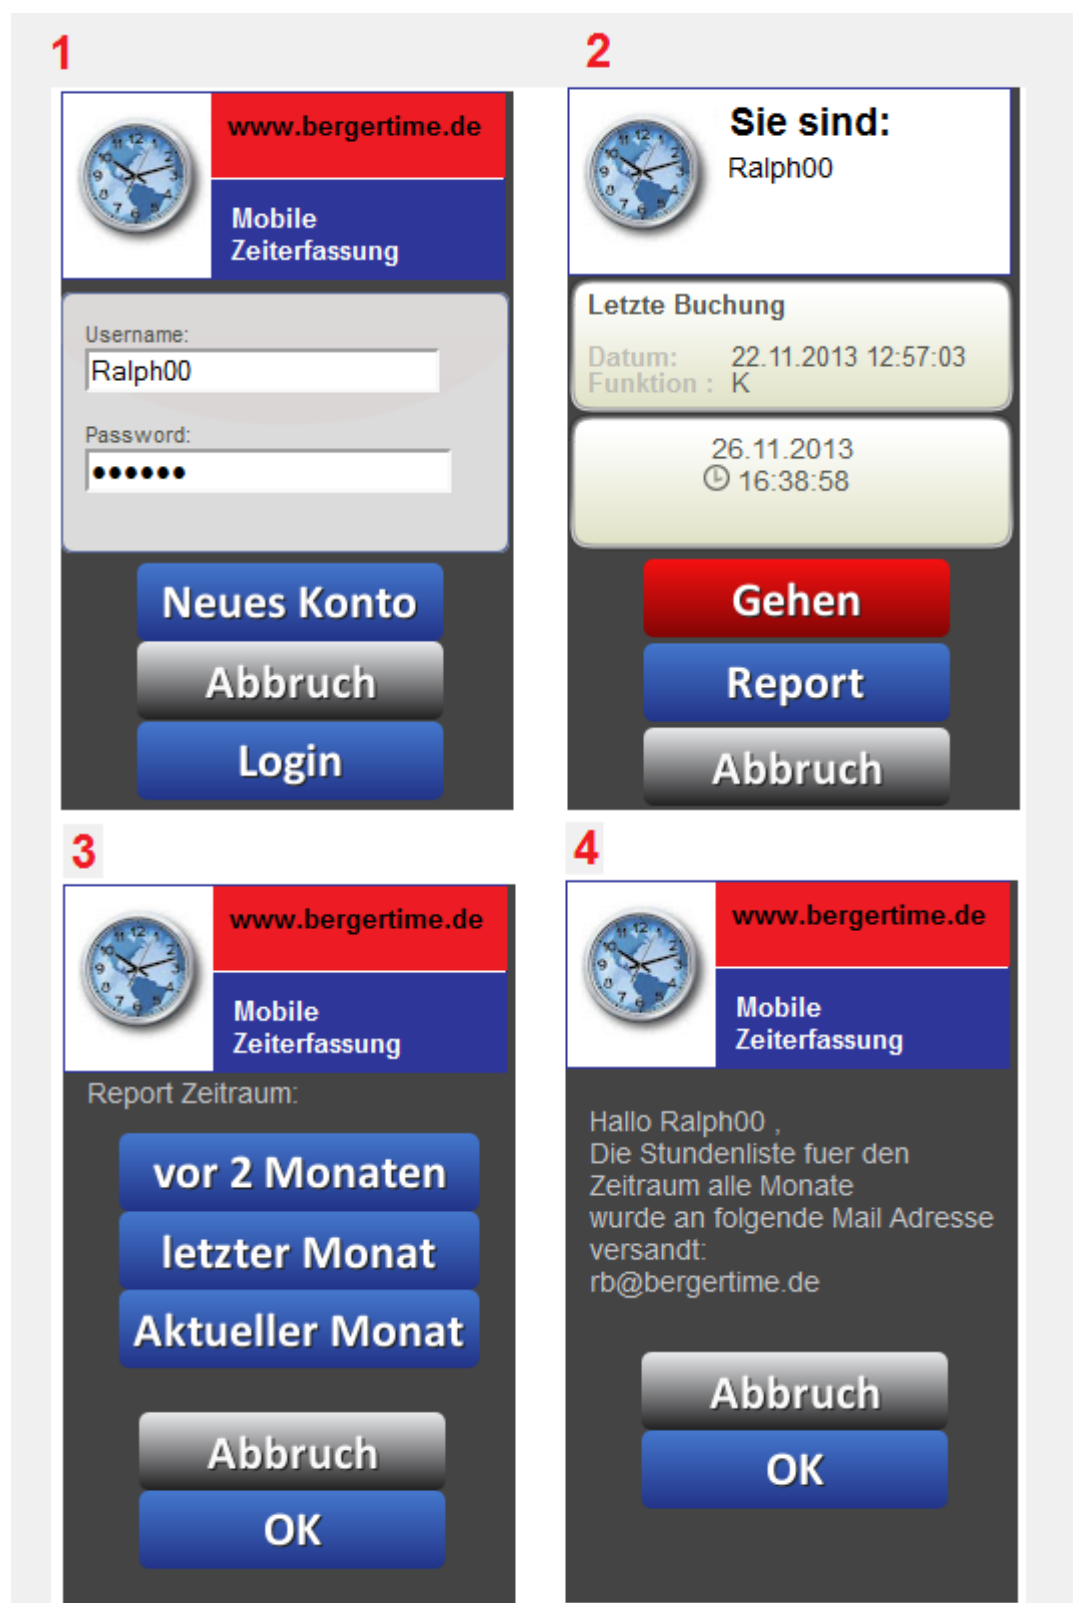 1
www.bergertime.de
Mobile
Zeiterfassung
Username:
Ralph00
Password:
●●●●●●
Neues Konto
Abbruch
Login
2
Sie sind:
Ralph00
Letzte Buchung
Datum: 22.11.2013 12:57:03
Funktion : K
26.11.2013
16:38:58
Gehen
Report
Abbruch
3
www.bergertime.de
Mobile
Zeiterfassung
Report Zeitraum:
vor 2 Monaten
letzter Monat
Aktueller Monat
Abbruch
OK
4
www.bergertime.de
Mobile
Zeiterfassung
Hallo Ralph00 ,
Die Stundenliste fuer den
Zeitraum alle Monate
wurde an folgende Mail Adresse
versandt:
rb@bergertime.de
Abbruch
OK